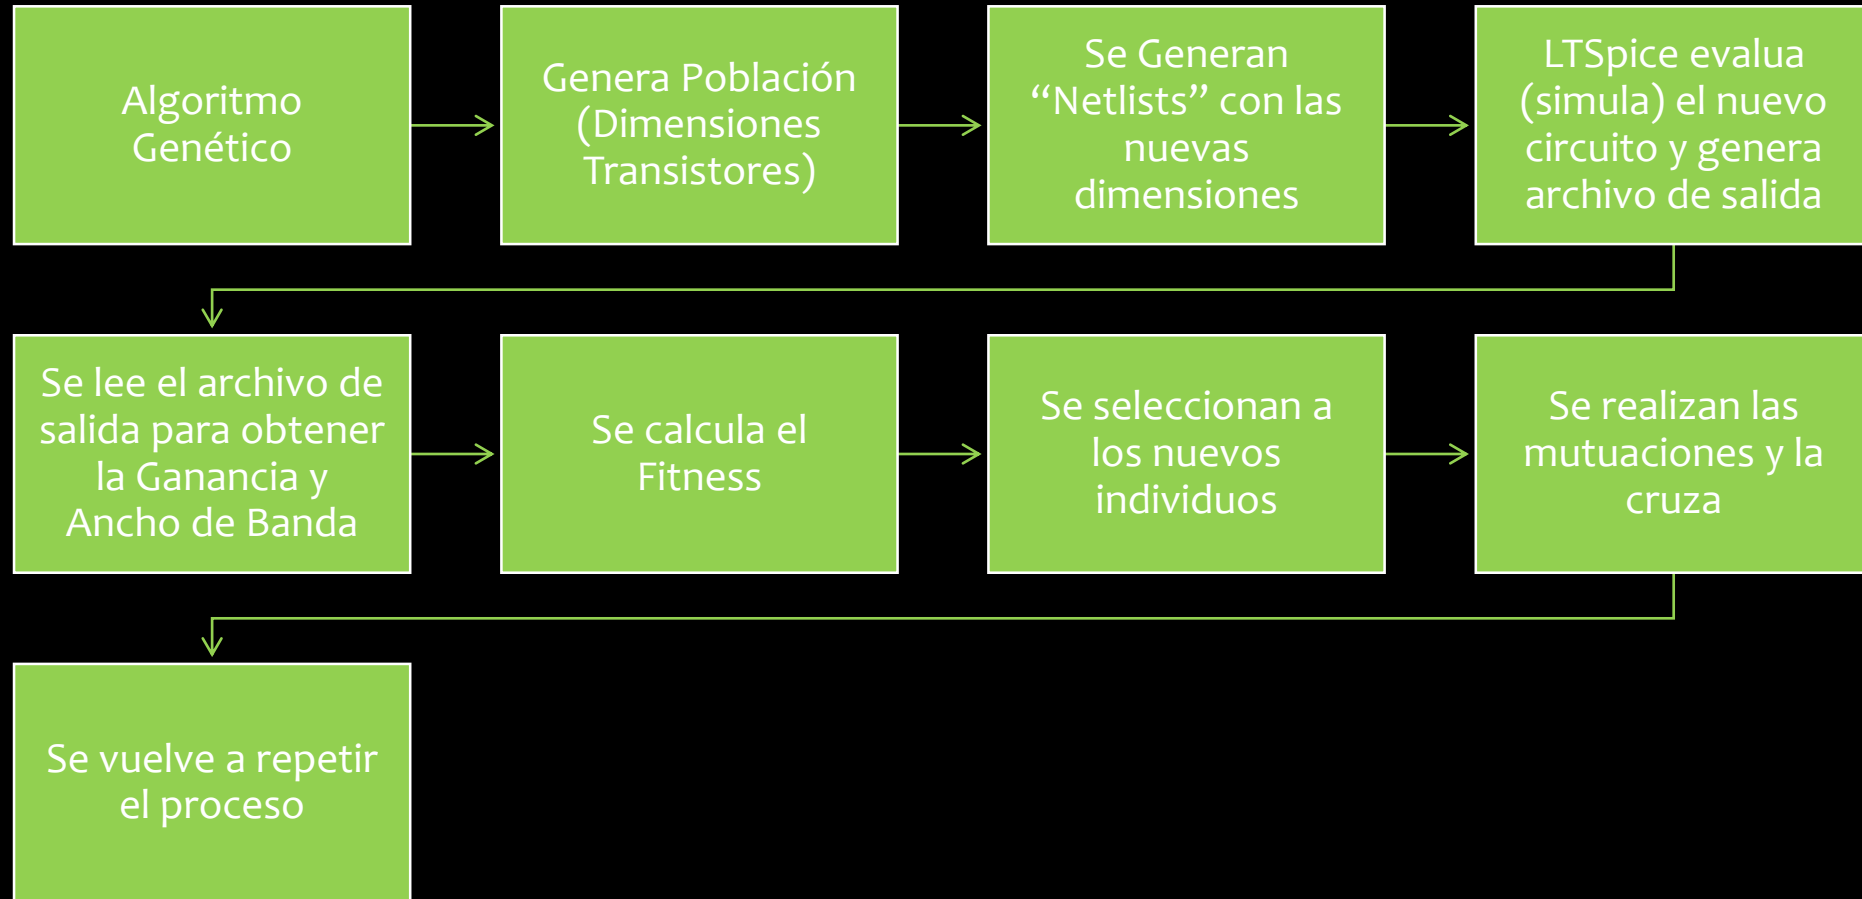 Algoritmo
Genético
Genera Población
(Dimensiones
Transistores)
Se Generan
“Netlists” con las
nuevas
dimensiones
LTSpice evalua
(simula) el nuevo
circuito y genera
archivo de salida
Se lee el archivo de
salida para obtener
la Ganancia y
Ancho de Banda
Se calcula el
Fitness
Se seleccionan a
los nuevos
individuos
Se realizan las
mutuaciones y la
cruza
Se vuelve a repetir
el proceso